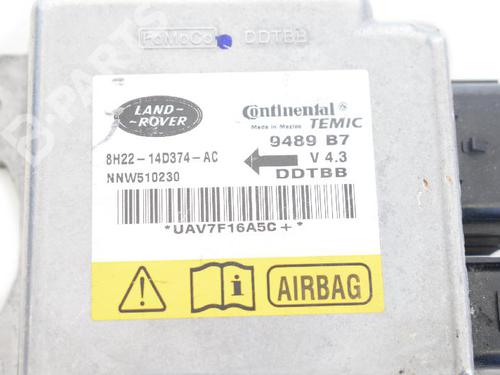 FoMoCo DDTBB
LAND-
-ROVER
Continental
Made in Mexico TEMIC
9489 B7
8H22-14D374-AC
V 4.3
NNW510230
DDTBB
*UAV7F16A5C+*
AIRBAG
B-PARTS